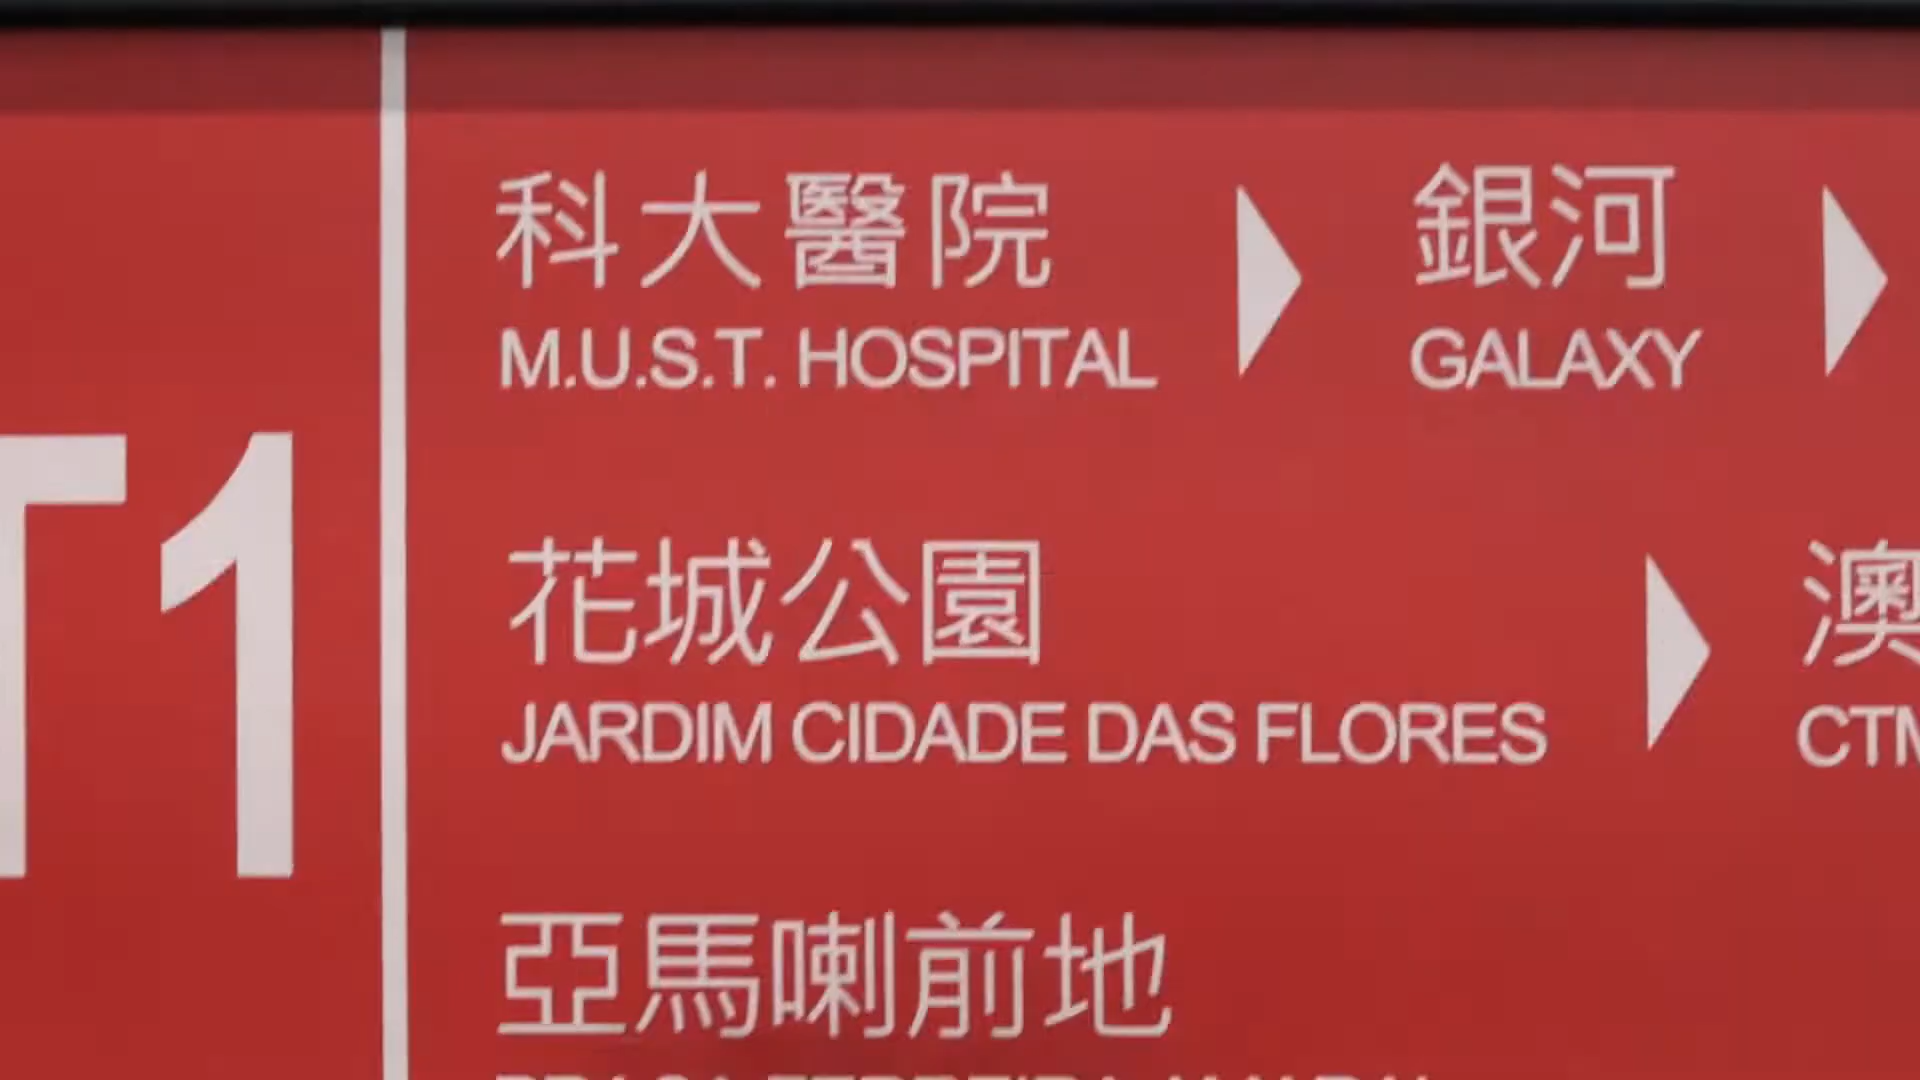 T1
科大醫院 銀河
M.U.S.T. HOSPITAL GALAXY
花城公園 澳
JARDIM CIDADE DAS FLORES CTM
亞馬喇前地